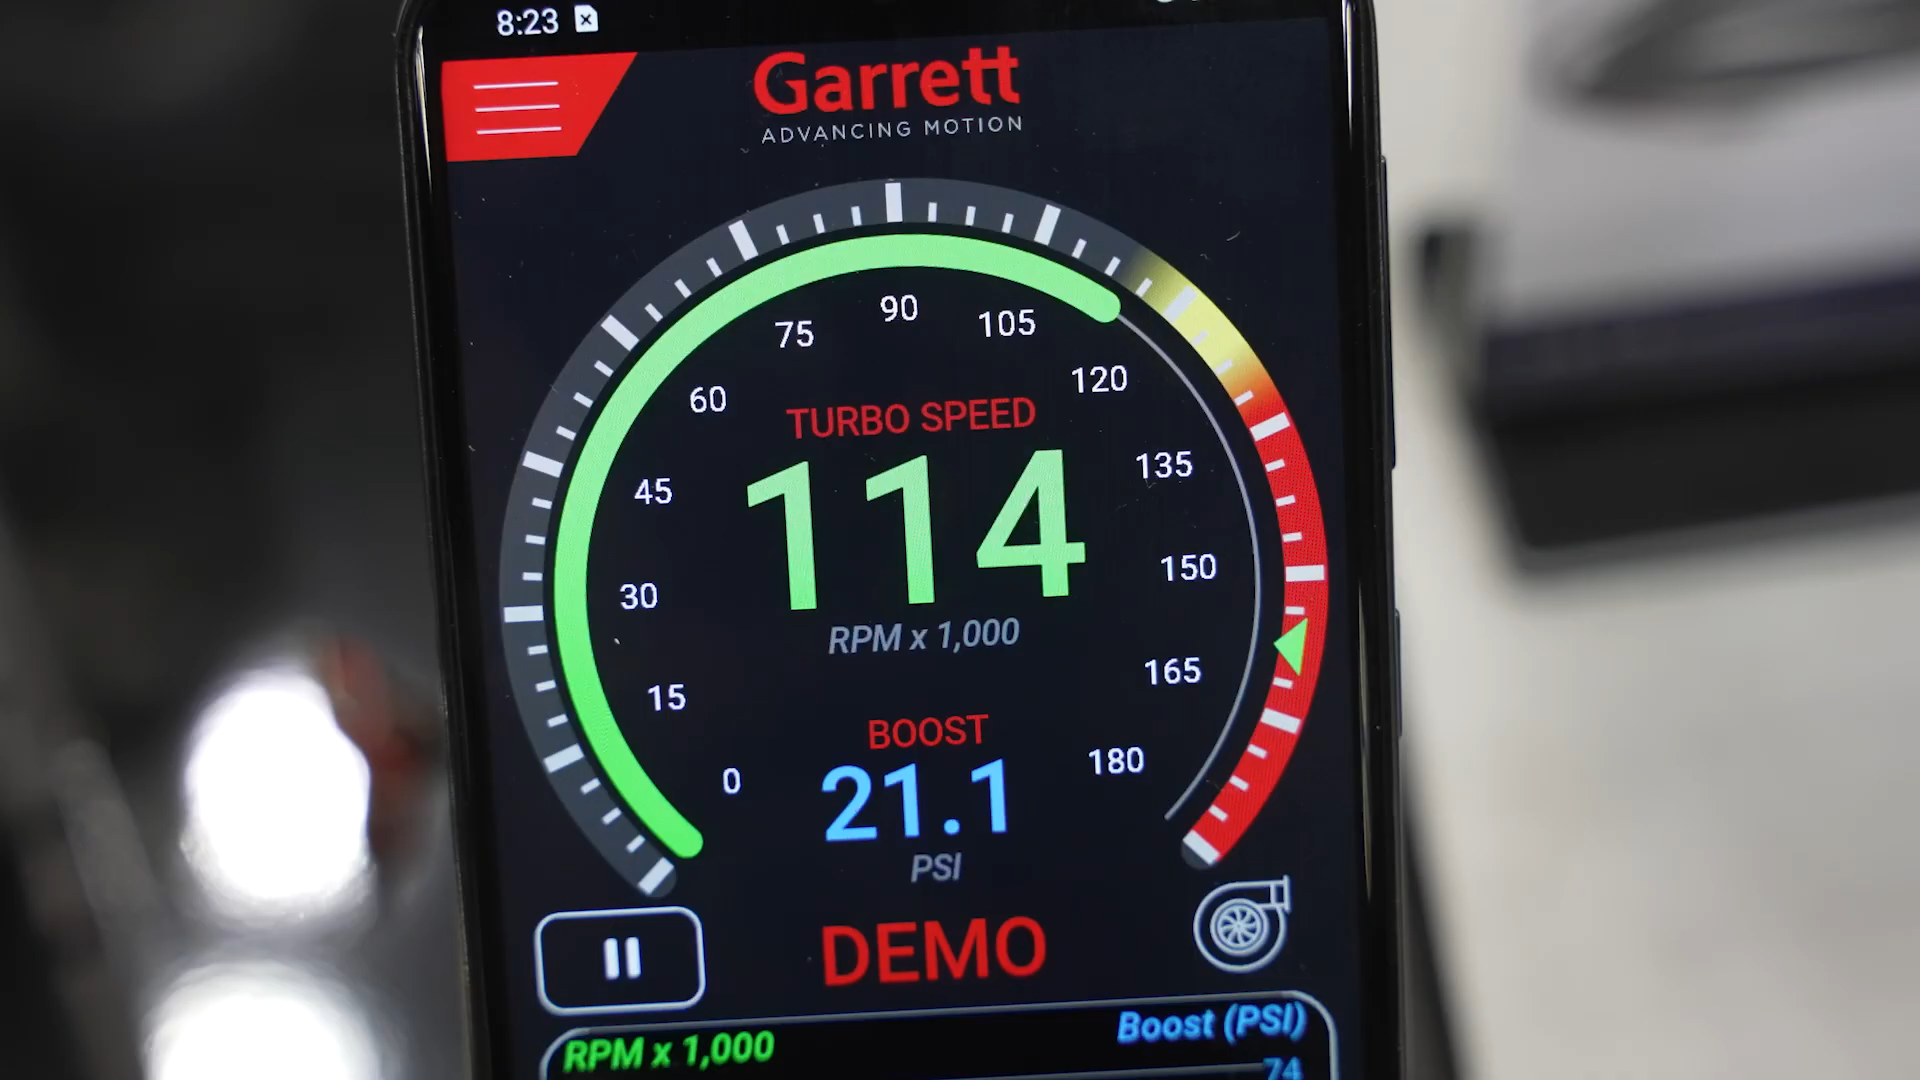 8:23
Garrett
ADVANCING MOTION
90
75
105
60
120
TURBO SPEED
45
135
114
30
150
RPM x 1,000
15
165
BOOST
0
180
21.1
PSI
DEMO
RPM x 1,000
Boost (PSI)
74